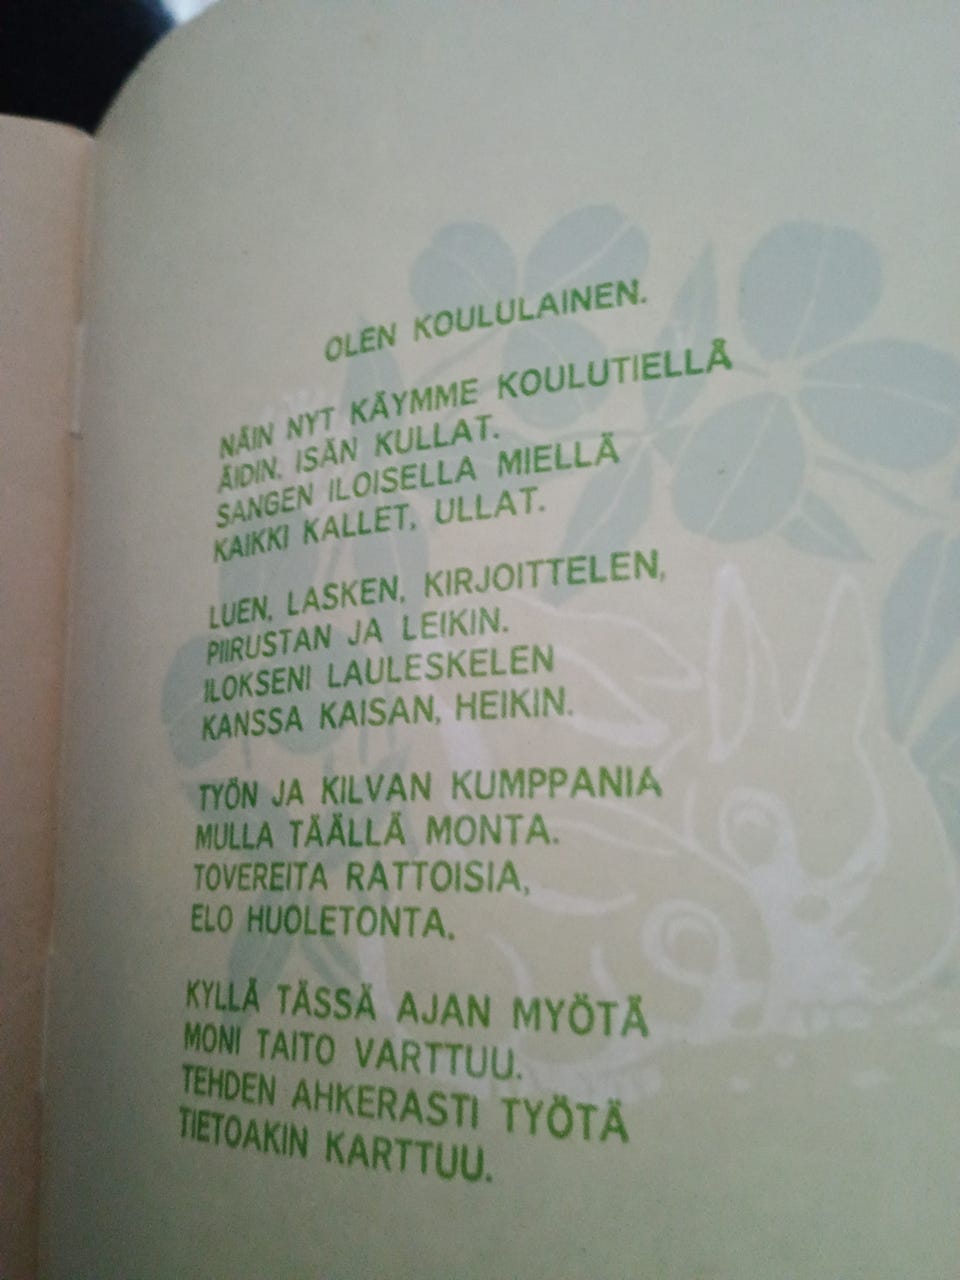 OLEN KOULULAINEN.
NÄIN NYT KÄYMME KOULUTIELLÄ
ÄIDIN, ISÄN KULLAT.
SANGEN ILOISELLA MIELLÄ
KAIKKI KALLET, ULLAT.
LUEN, LASKEN, KIRJOITTELEN,
PIIRUSTAN JA LEIKIN.
ILOKSENI LAULESKELEN
KANSSA KAISAN, HEIKIN.
TYÖN JA KILVAN KUMPPANIA
MULLA TÄÄLLÄ MONTA.
TOVEREITA RATTOISIA,
ELO HUOLETONTA.
KYLLÄ TÄSSÄ AJAN MYÖTÄ
MONI TAITO VARTTUU.
TEHDEN AHKERASTI TYÖTÄ
TIETOAKIN KARTTUU.